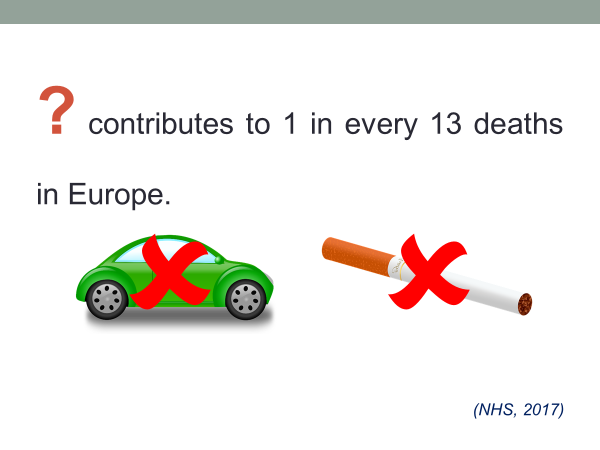 ? contributes to 1 in every 13 deaths
in Europe.
(NHS, 2017)